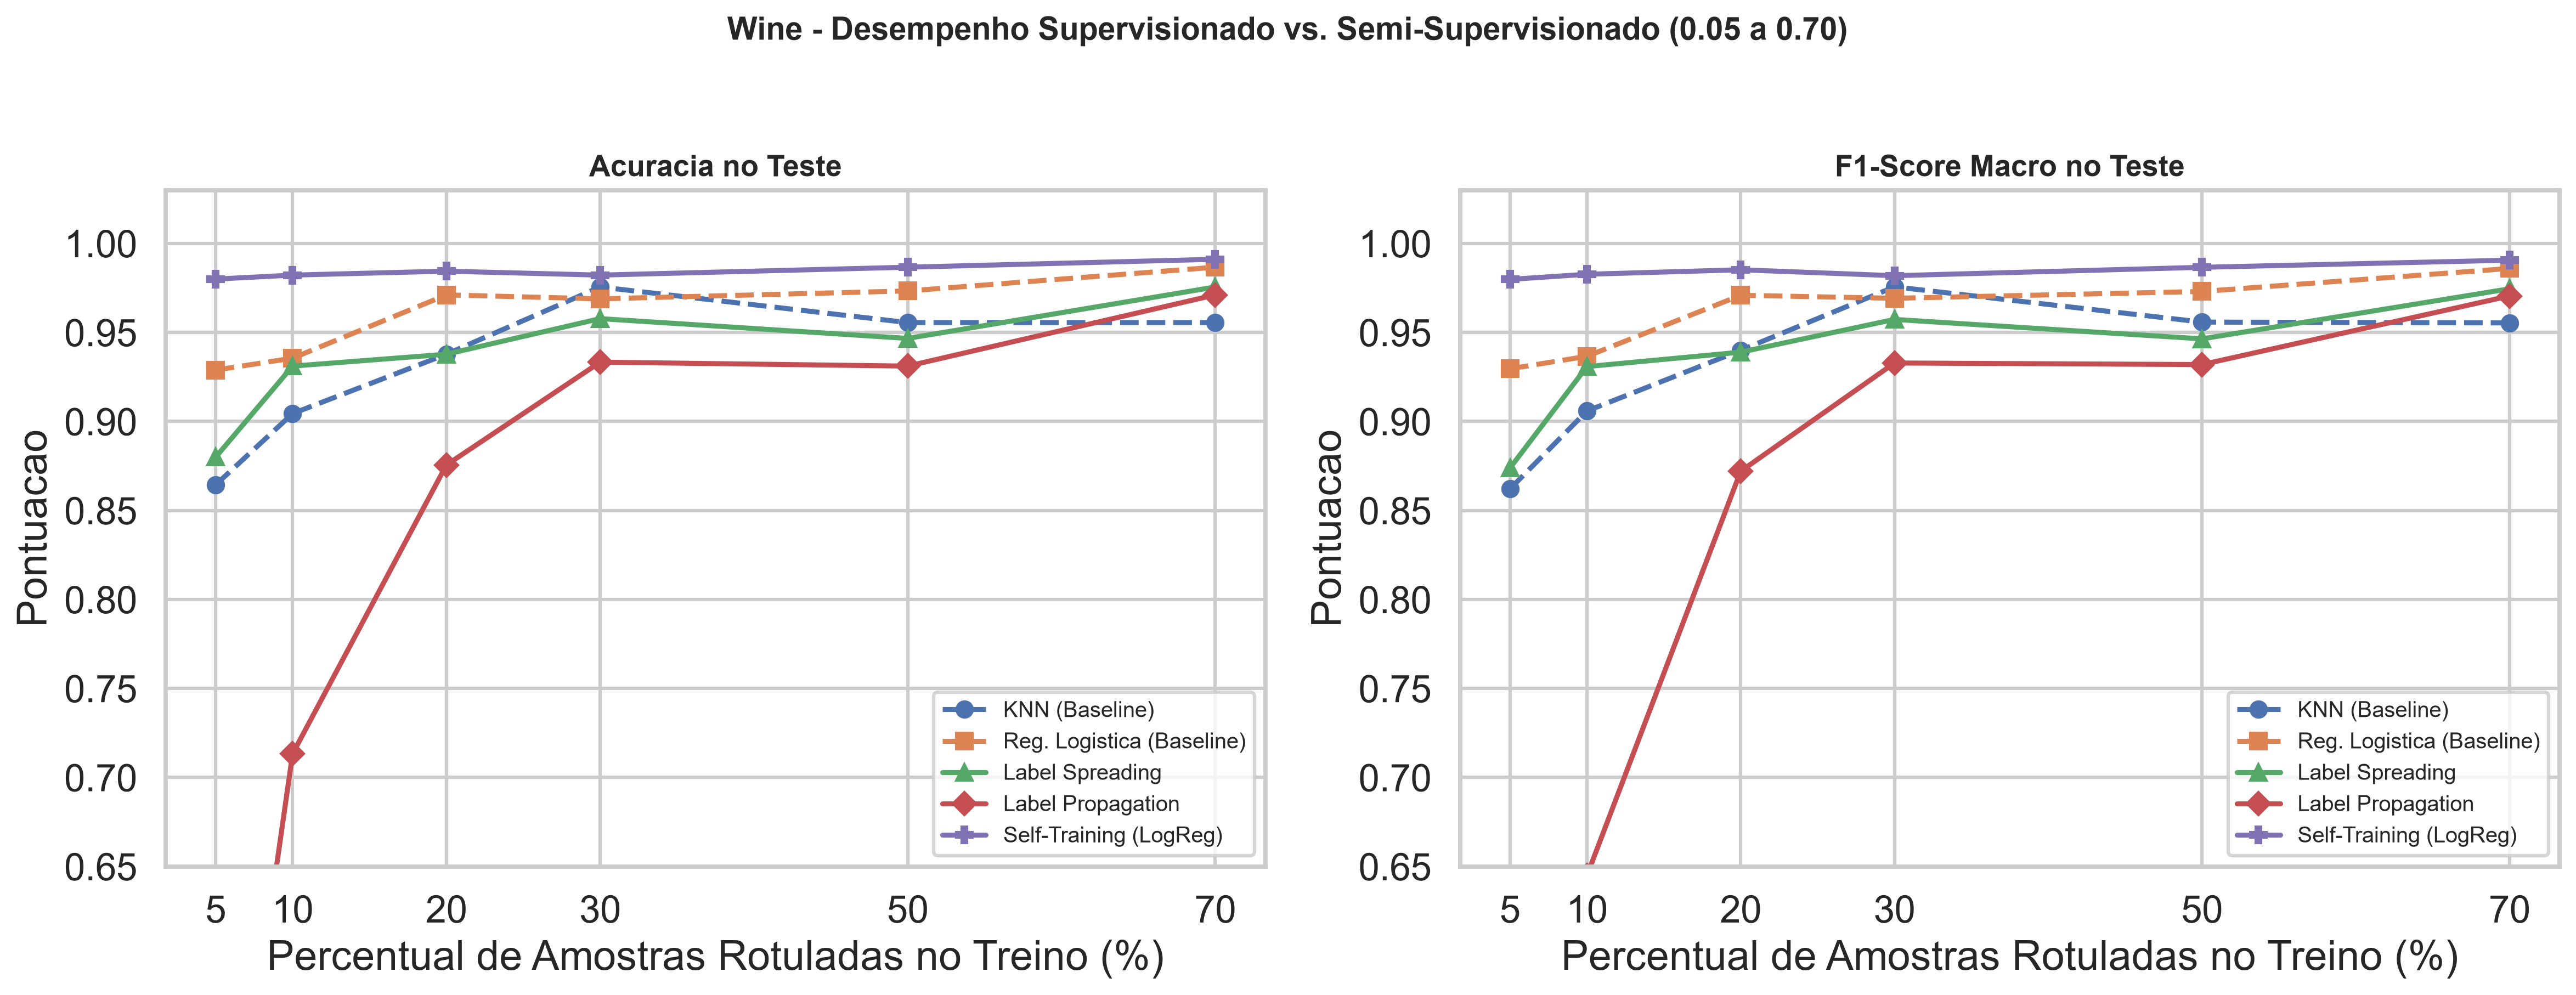 Wine - Desempenho Supervisionado vs. Semi-Supervisionado (0.05 a 0.70)
Acuracia no Teste
1.00
0.95
0.90
0.85
0.80
0.75
0.70
0.65
Pontuacao
KNN (Baseline)
Reg. Logistica (Baseline)
Label Spreading
Label Propagation
Self-Training (LogReg)
5 10 20 30 50 70
Percentual de Amostras Rotuladas no Treino (%)
F1-Score Macro no Teste
1.00
0.95
0.90
0.85
0.80
0.75
0.70
0.65
Pontuacao
KNN (Baseline)
Reg. Logistica (Baseline)
Label Spreading
Label Propagation
Self-Training (LogReg)
5 10 20 30 50 70
Percentual de Amostras Rotuladas no Treino (%)